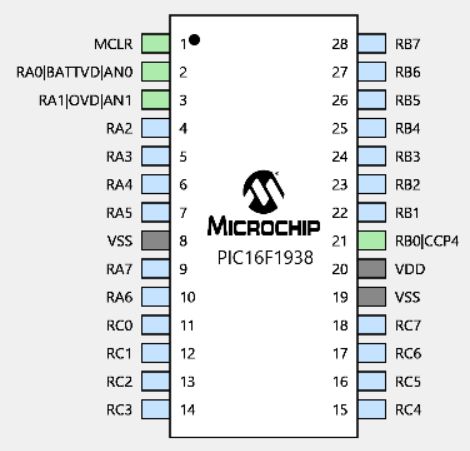 MCLR 1 28 RB7
RA0|BATTVD|AN0 2 27 RB6
RA1|OVD|AN1 3 26 RB5
RA2 4 25 RB4
RA3 5 24 RB3
RA4 6 23 RB2
RA5 7 22 RB1
MICROCHIP
VSS 8 21 RB0|CCP4
PIC16F1938
RA7 9 20 VDD
RA6 10 19 VSS
RC0 11 18 RC7
RC1 12 17 RC6
RC2 13 16 RC5
RC3 14 15 RC4